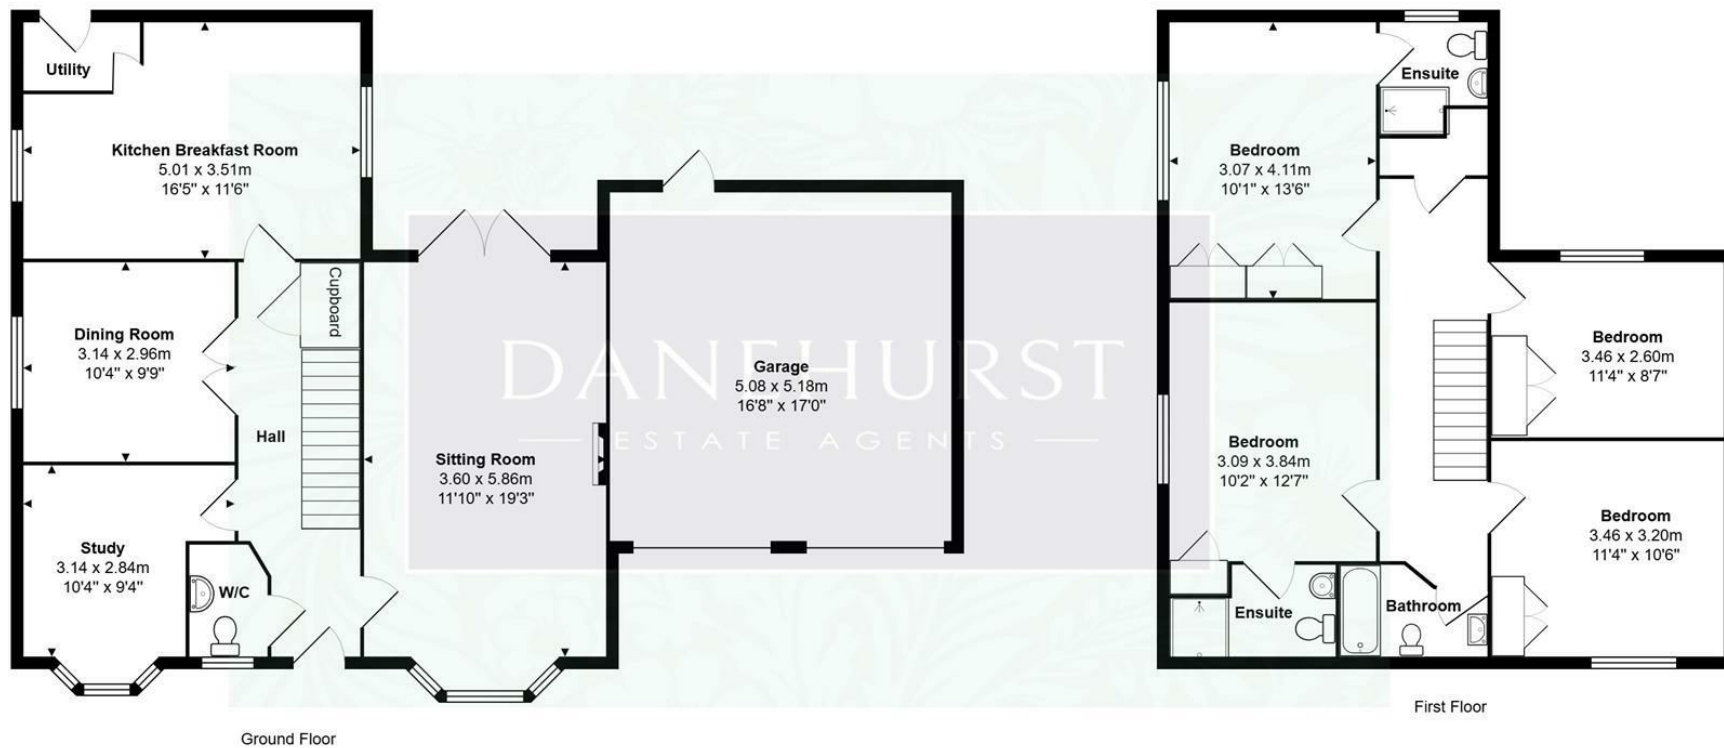 Utility
Kitchen Breakfast Room
5.01 x 3.51m
16'5" x 11'6"
Dining Room
3.14 x 2.96m
10'4" x 9'9"
Cupboard
Hall
Study
3.14 x 2.84m
10'4" x 9'4"
W/C
Sitting Room
3.60 x 5.86m
11'10" x 19'3"
Garage
5.08 x 5.18m
16'8" x 17'0"
DANEHURST
ESTATE AGENTS
Ground Floor
Bedroom
3.07 x 4.11m
10'1" x 13'6"
Ensuite
Bedroom
3.46 x 2.60m
11'4" x 8'7"
Bedroom
3.09 x 3.84m
10'2" x 12'7"
Bedroom
3.46 x 3.20m
11'4" x 10'6"
Ensuite
Bathroom
First Floor